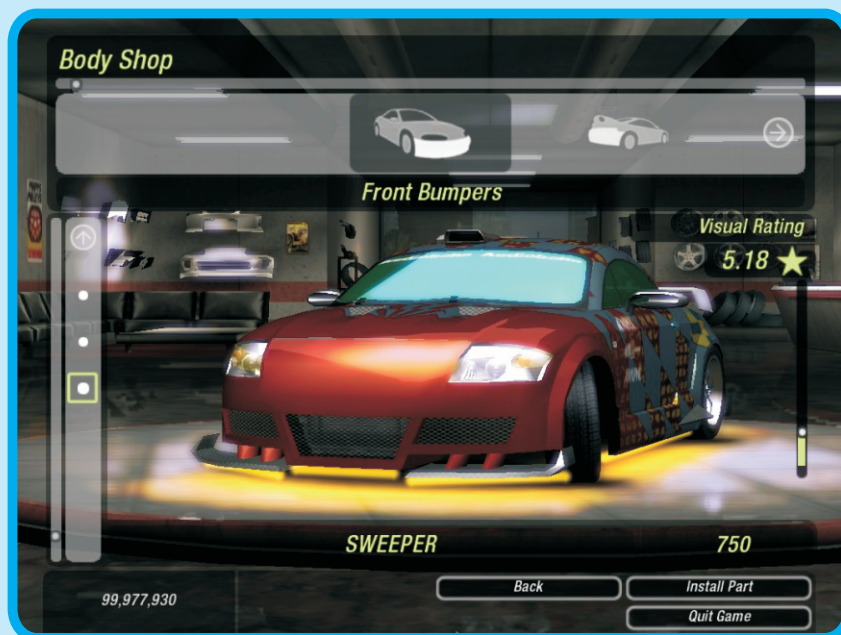 Body Shop
Front Bumpers
Visual Rating
5.18
SWEEPER 750
99,977,930
Back
Install Part
Quit Game